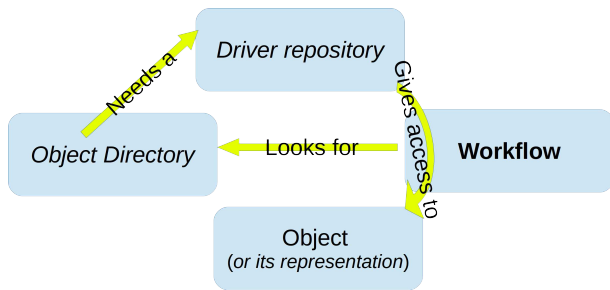 Driver repository
Needs a
Gives access to
Object Directory
Looks for
Workflow
Object
(or its representation)